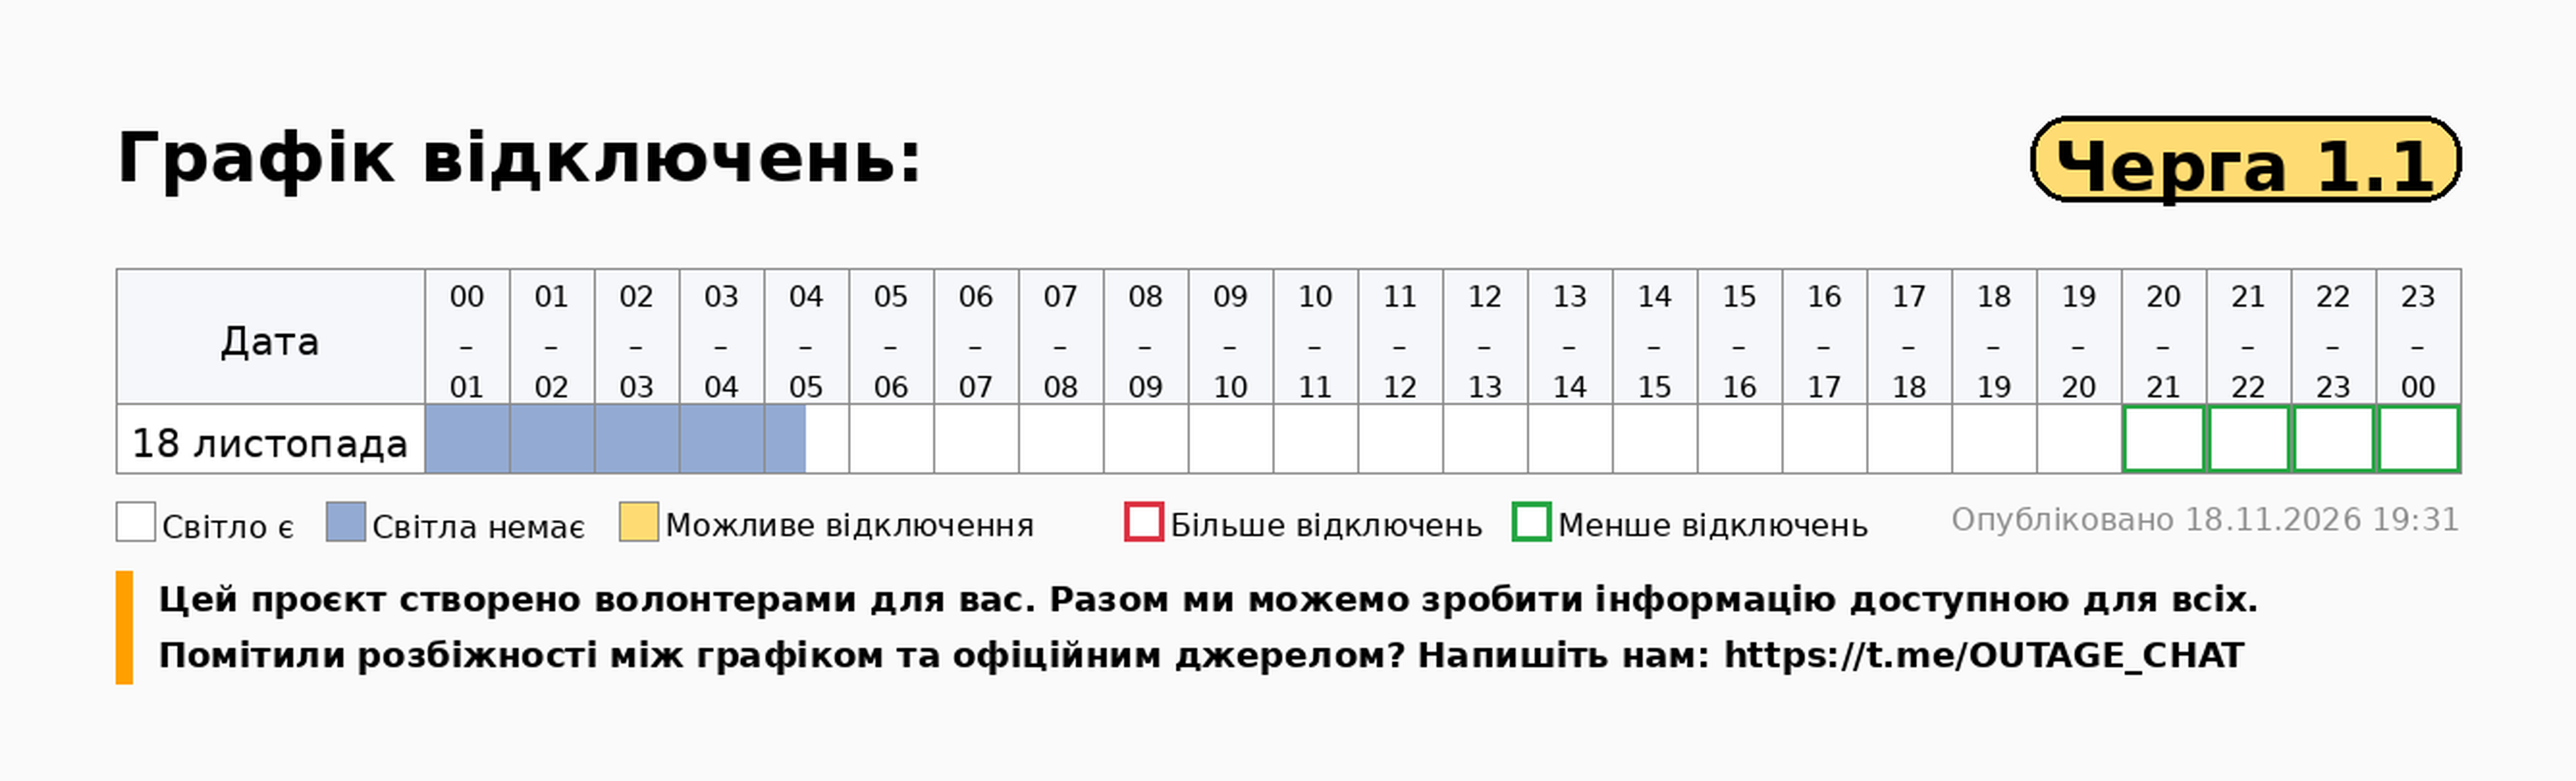 Графік відключень:
Черга 1.1
Дата 00 – 01 01 – 02 02 – 03 03 – 04 04 – 05 05 – 06 06 – 07 07 – 08 08 – 09 09 – 10 10 – 11 11 – 12 12 – 13 13 – 14 14 – 15 15 – 16 16 – 17 17 – 18 18 – 19 19 – 20 20 – 21 21 – 22 22 – 23 23 – 00
18 листопада
Світло є Світла немає Можливе відключення Більше відключень Менше відключень Опубліковано 18.11.2026 19:31
Цей проєкт створено волонтерами для вас. Разом ми можемо зробити інформацію доступною для всіх.
Помітили розбіжності між графіком та офіційним джерелом? Напишіть нам: https://t.me/OUTAGE_CHAT